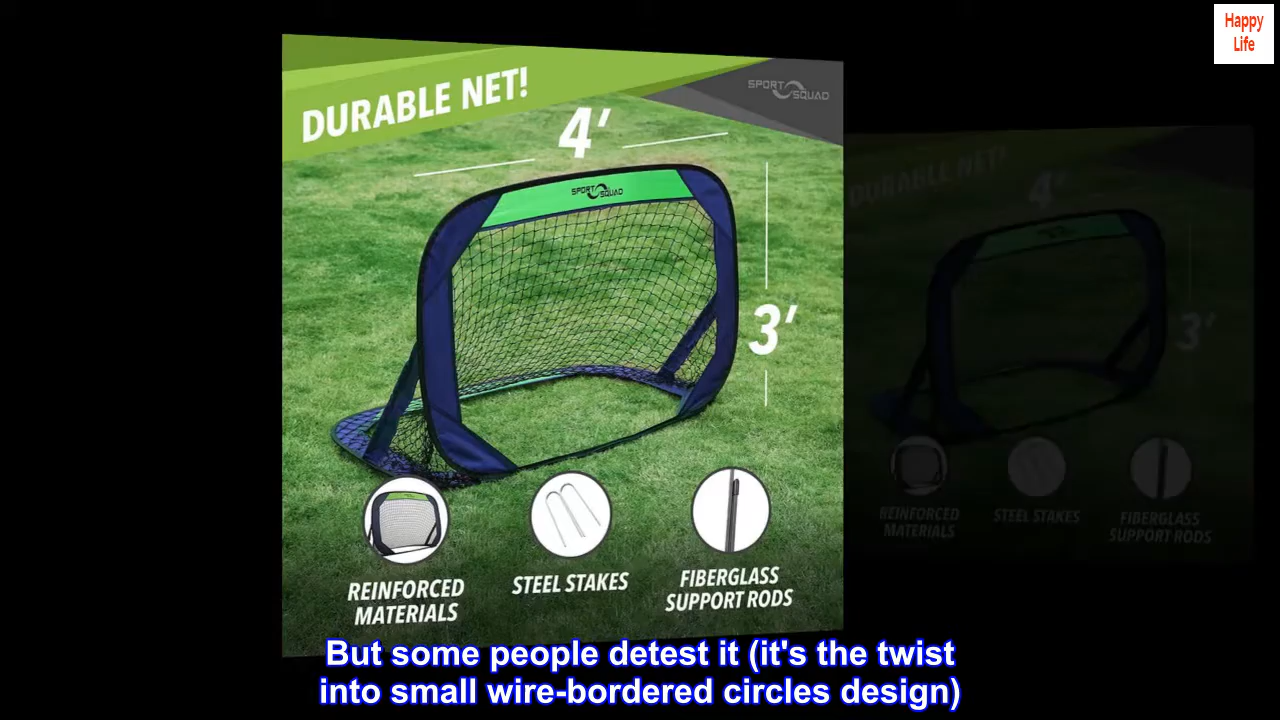 Happy
Life
DURABLE NET!
SPORT SQUAD
4'
SPORT SQUAD
3'
REINFORCED
MATERIALS
STEEL STAKES
FIBERGLASS
SUPPORT RODS
DURABLE NET!
4'
3'
REINFORCED
MATERIALS
STEEL STAKES
FIBERGLASS
SUPPORT RODS
But some people detest it (it's the twist
into small wire-bordered circles design)